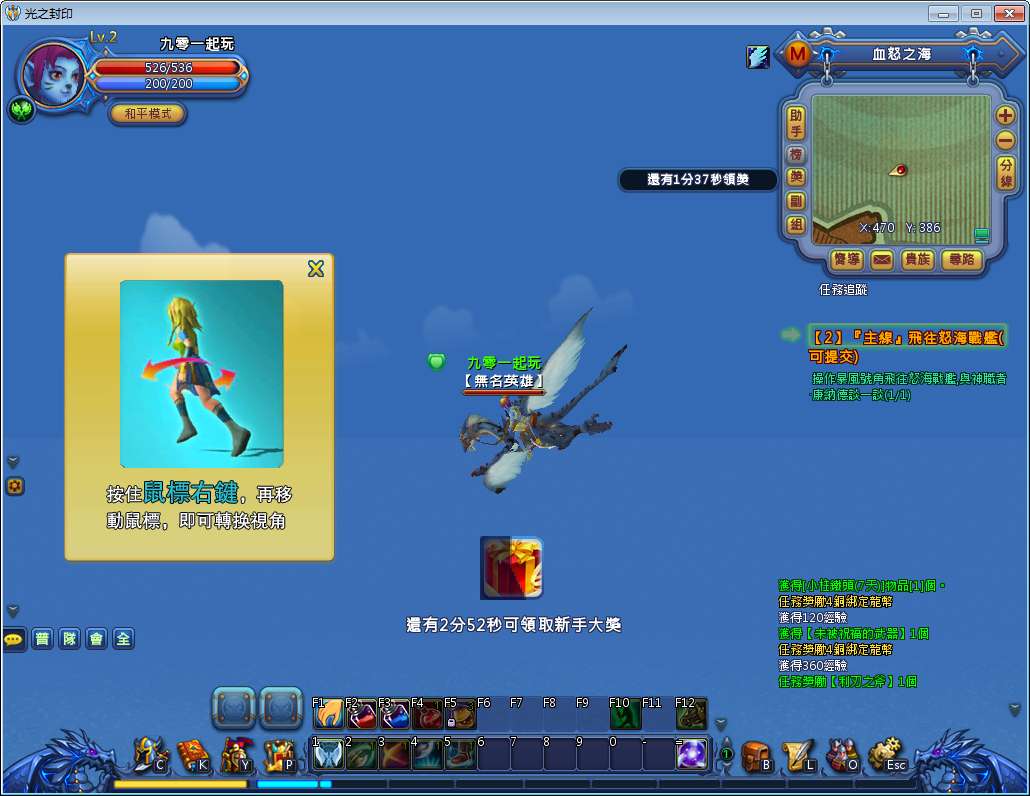 光之封印
Lv.2
九零一起玩
526/536
200/200
和平模式
M
血怒之海
助手
榜
獎
副
組
分線
還有1分37秒領獎
X:470 Y:386
嚮導
貴族
尋路
任務追蹤
【2】『主線』飛往怒海戰艦(
可提交)
操作暴風號角飛往怒海戰艦,與神職者
·康納德談一談(1/1)
按住鼠標右鍵，再移
動鼠標，即可轉換視角
九零一起玩
【無名英雄】
還有2分52秒可領取新手大獎
獲得[小柱鐵頭(7天)]物品[1]個。
任務獎勵4銅綁定龍幣
獲得120經驗
獲得【未被祝福的武器】1個
任務獎勵4銅綁定龍幣
獲得360經驗
任務獎勵【利刃之斧】1個
普 隊 會 全
F1 F2 F3 F4 F5 F6 F7 F8 F9 F10 F11 F12
1 2 3 4 5 6 7 8 9 0 - =
C K Y P
1
B L O Esc